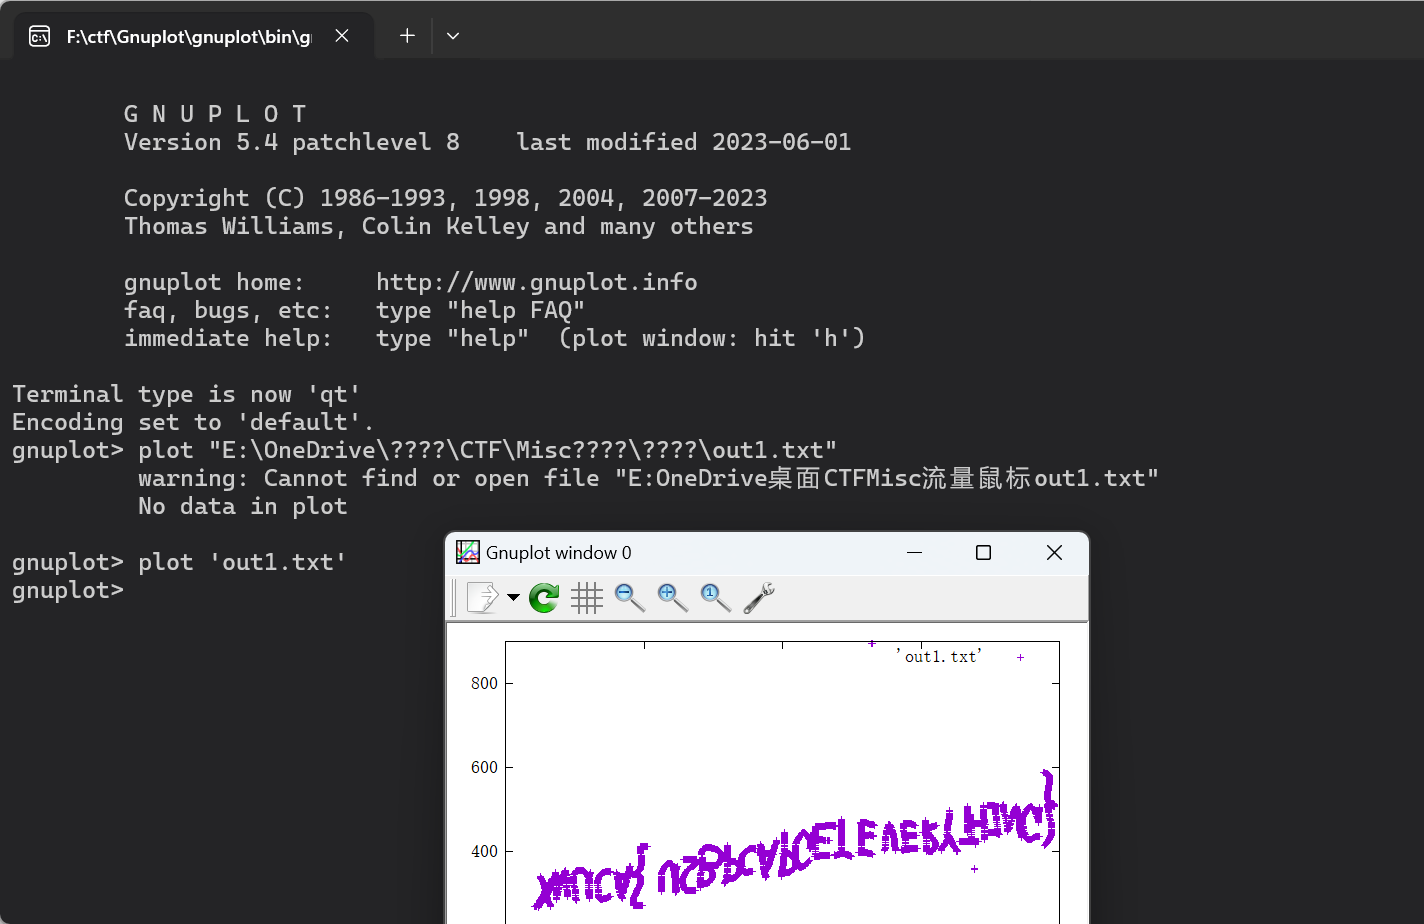 F:\ctf\Gnuplot\gnuplot\bin\g
G N U P L O T
Version 5.4 patchlevel 8    last modified 2023-06-01
Copyright (C) 1986-1993, 1998, 2004, 2007-2023
Thomas Williams, Colin Kelley and many others
gnuplot home:     http://www.gnuplot.info
faq, bugs, etc:   type "help FAQ"
immediate help:   type "help"  (plot window: hit 'h')
Terminal type is now 'qt'
Encoding set to 'default'.
gnuplot> plot "E:\OneDrive\????\CTF\Misc????\????\out1.txt"
warning: Cannot find or open file "E:OneDrive桌面CTFMisc流量鼠标out1.txt"
No data in plot
gnuplot> plot 'out1.txt'
gnuplot>
Gnuplot window 0
'out1.txt'
800
600
400